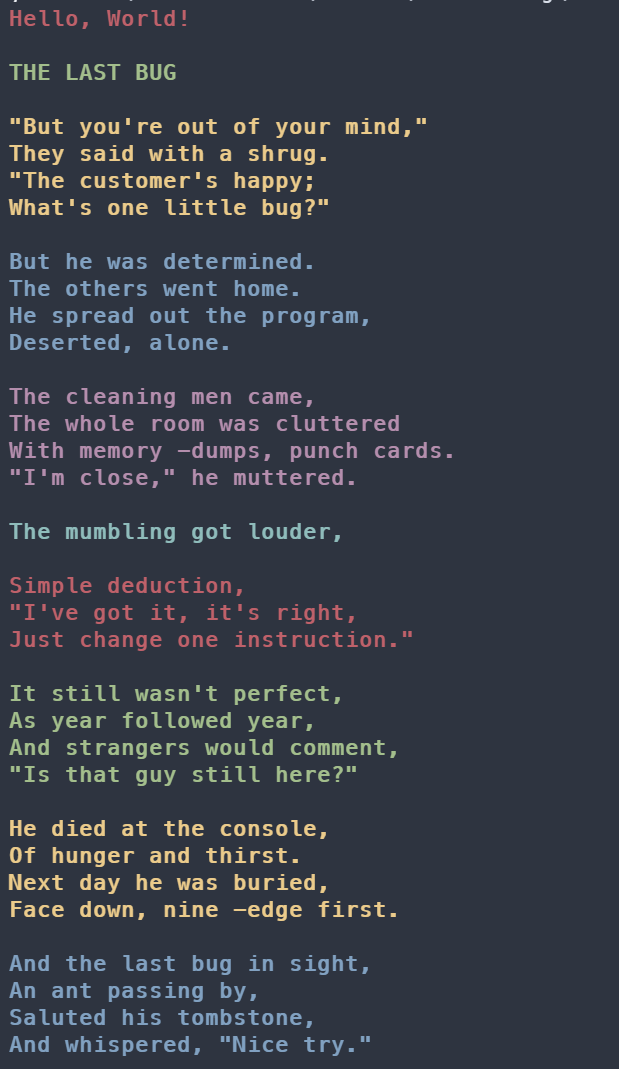 Hello, World!
THE LAST BUG
"But you're out of your mind,"
They said with a shrug.
"The customer's happy;
What's one little bug?"
But he was determined.
The others went home.
He spread out the program,
Deserted, alone.
The cleaning men came,
The whole room was cluttered
With memory –dumps, punch cards.
"I'm close," he muttered.
The mumbling got louder,
Simple deduction,
"I've got it, it's right,
Just change one instruction."
It still wasn't perfect,
As year followed year,
And strangers would comment,
"Is that guy still here?"
He died at the console,
Of hunger and thirst.
Next day he was buried,
Face down, nine –edge first.
And the last bug in sight,
An ant passing by,
Saluted his tombstone,
And whispered, "Nice try."